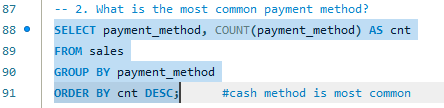 87 -- 2. What is the most common payment method?
88 SELECT payment_method, COUNT(payment_method) AS cnt
89 FROM sales
90 GROUP BY payment_method
91 ORDER BY cnt DESC; #cash method is most common